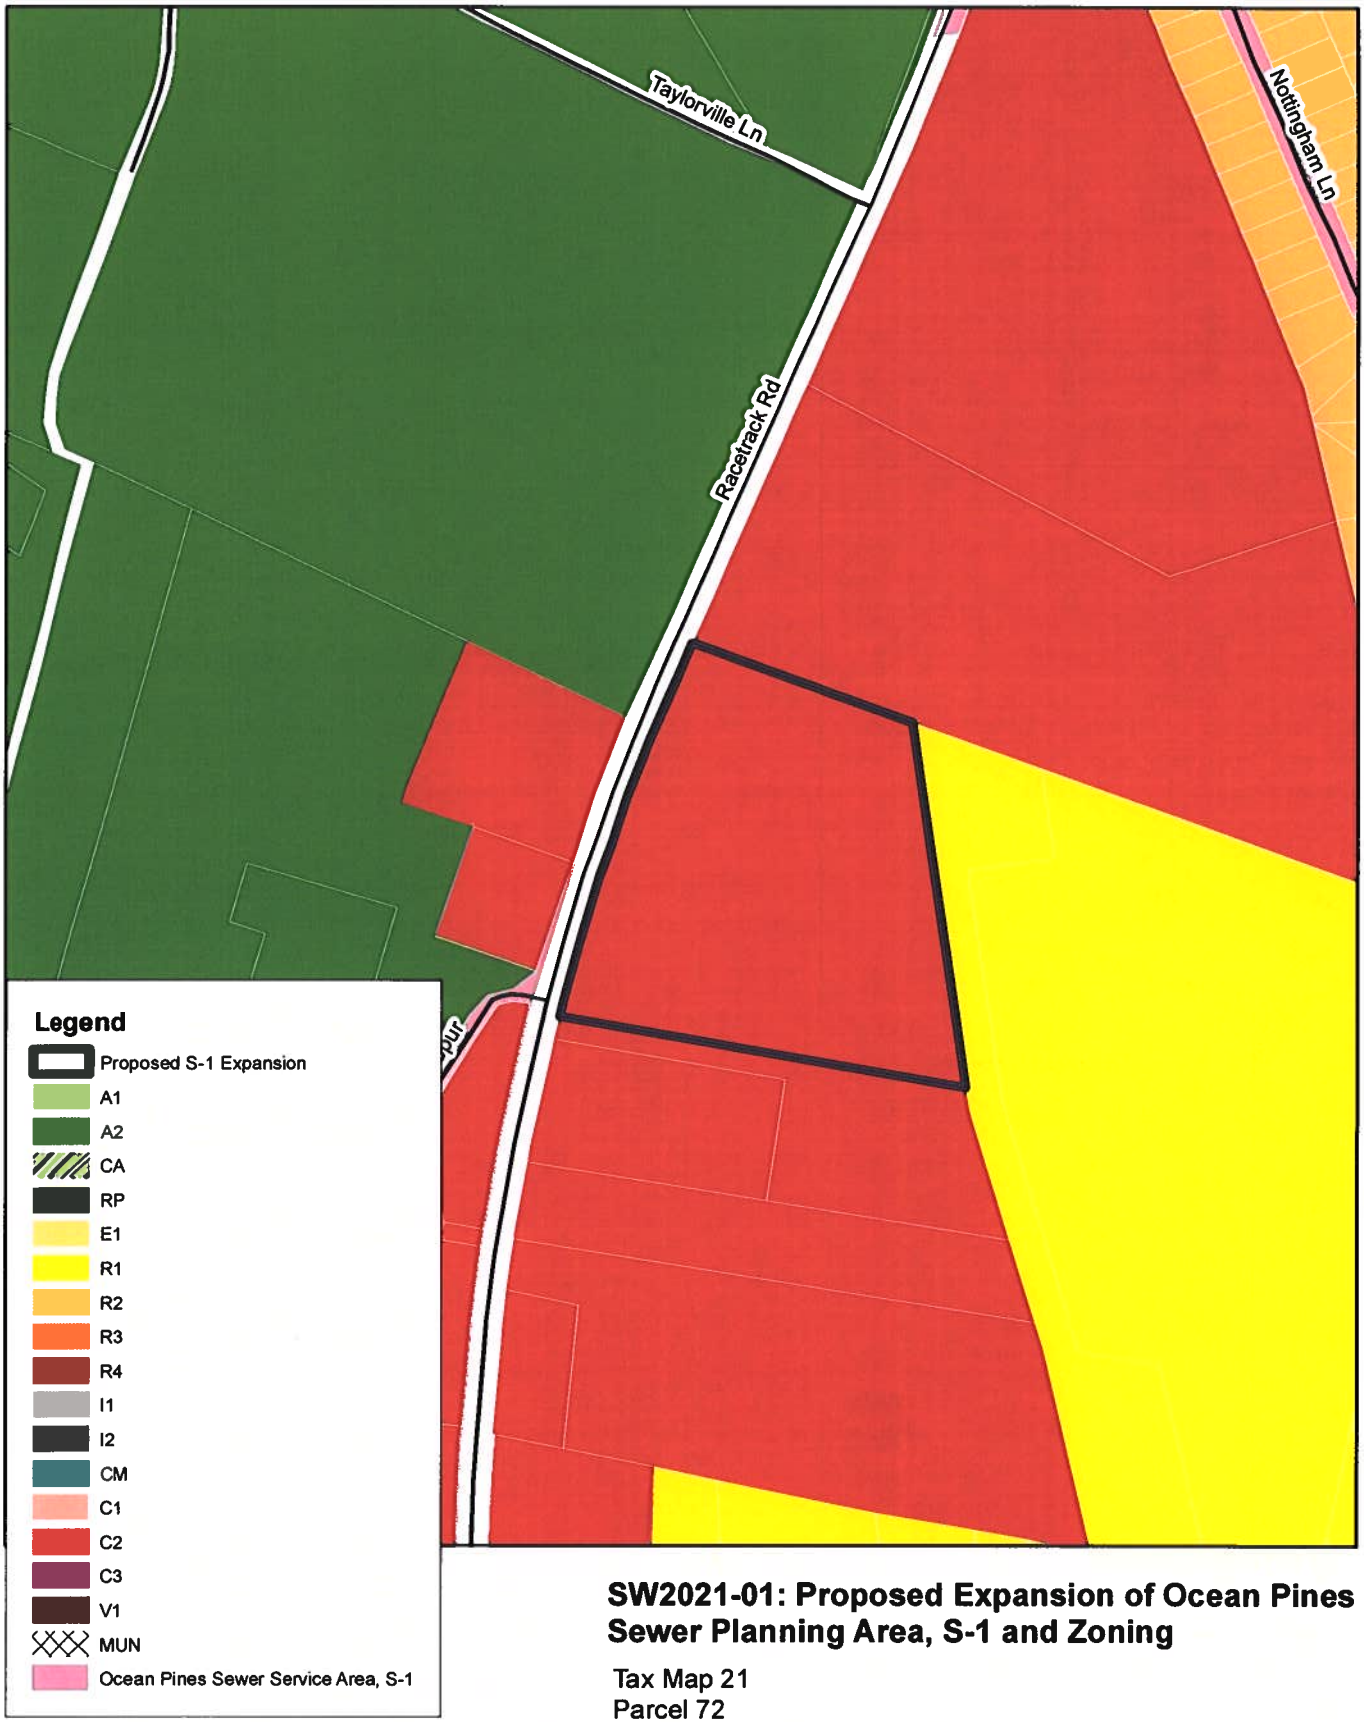 Taylorville Ln
Nottingham Ln
Racetrack Rd
Legend
Proposed S-1 Expansion
A1
A2
CA
RP
E1
R1
R2
R3
R4
I1
I2
CM
C1
C2
C3
V1
MUN
Ocean Pines Sewer Service Area, S-1
SW2021-01: Proposed Expansion of Ocean Pines
Sewer Planning Area, S-1 and Zoning
Tax Map 21
Parcel 72